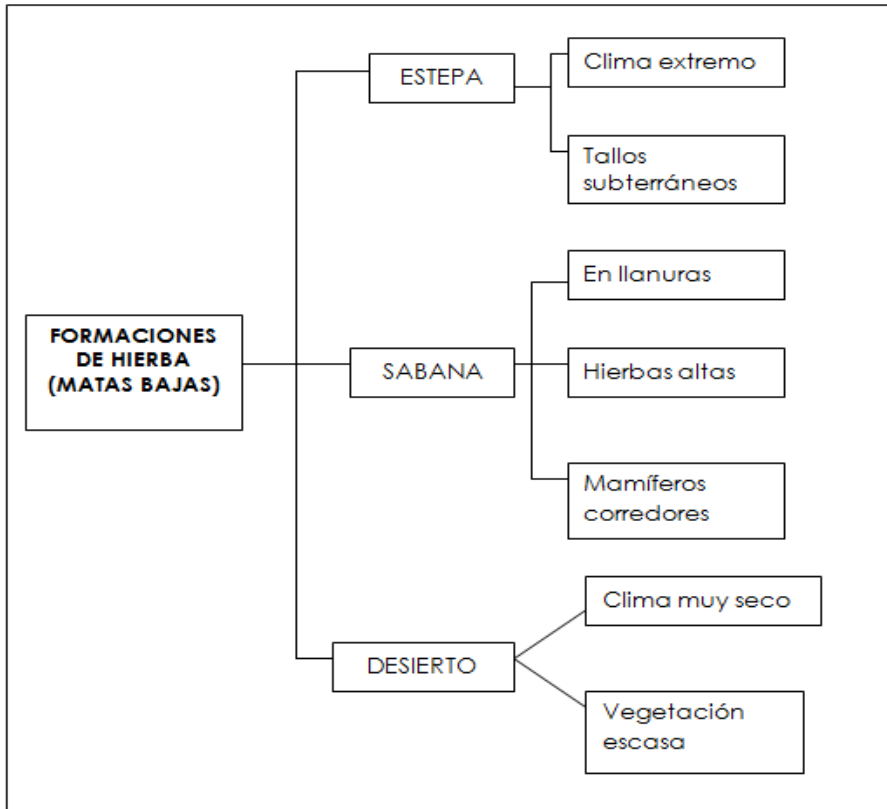 FORMACIONES
DE HIERBA
(MATAS BAJAS)
ESTEPA
Clima extremo
Tallos
subterráneos
SABANA
En llanuras
Hierbas altas
Mamíferos
corredores
DESIERTO
Clima muy seco
Vegetación
escasa